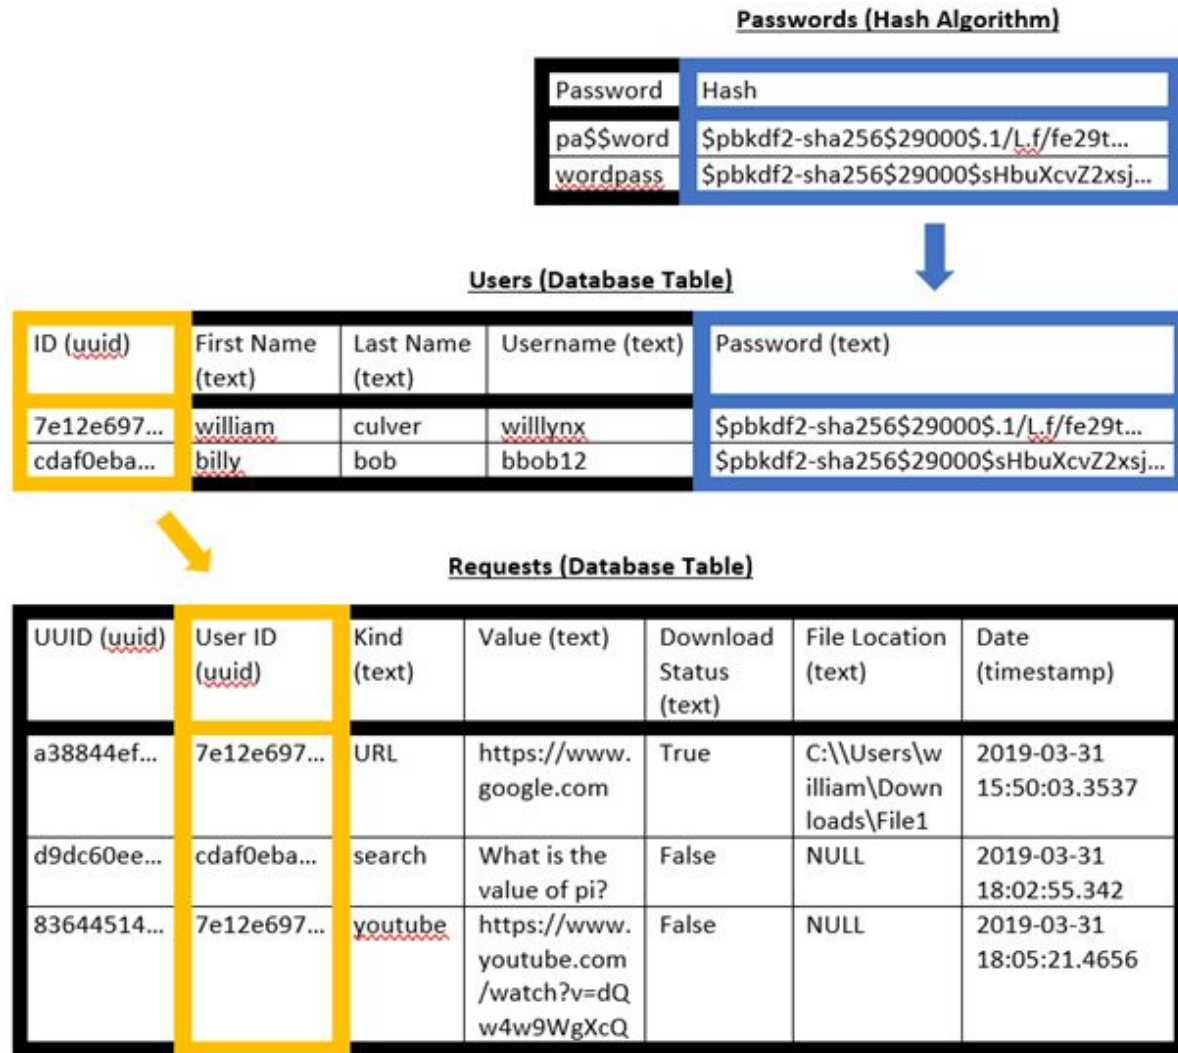 Passwords (Hash Algorithm)
Password Hash
pa$$word $pbkdf2-sha256$29000$.1/L.f/fe29t...
wordpass $pbkdf2-sha256$29000$sHbuXcvZ2xsj...
Users (Database Table)
ID (uuid) First Name Last Name Username (text) Password (text)
(text) (text)
7e12e697... william culver willlynx $pbkdf2-sha256$29000$.1/L.f/fe29t...
cdaf0eba... billy bob bbob12 $pbkdf2-sha256$29000$sHbuXcvZ2xsj...
Requests (Database Table)
UUID (uuid) User ID Kind Value (text) Download File Location Date
(uuid) (text) Status (text) (timestamp)
(text)
a38844ef... 7e12e697... URL https://www. True C:\\Users\w 2019-03-31
google.com illiam\Down 15:50:03.3537
loads\File1
d9dc60ee... cdaf0eba... search What is the False NULL 2019-03-31
value of pi? 18:02:55.342
83644514... 7e12e697... youtube https://www. False NULL 2019-03-31
youtube.com 18:05:21.4656
/watch?v=dQ
w4w9WgXcQ